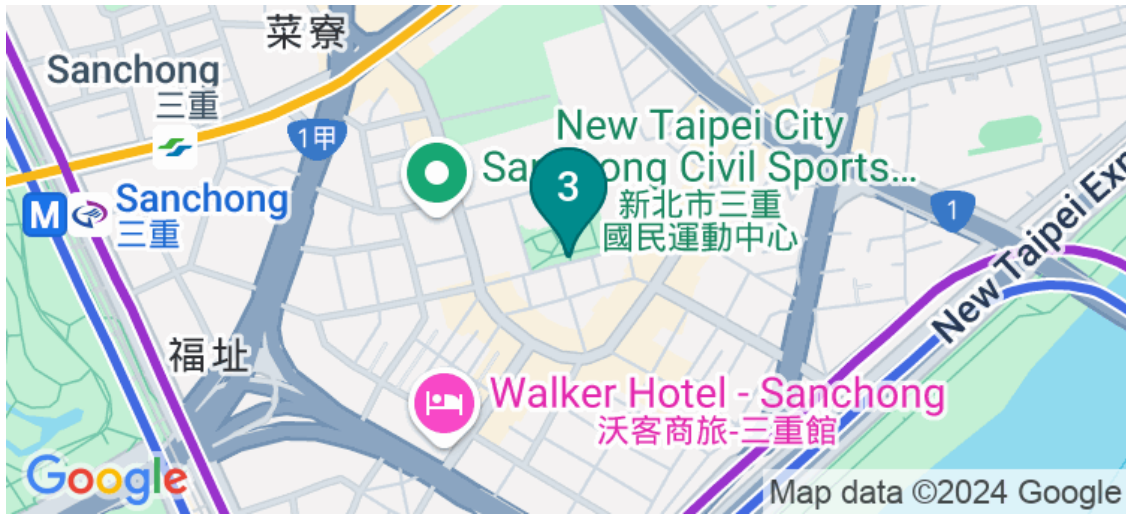 菜寮
Sanchong
三重
1甲
New Taipei City
Sanchong Civil Sports...
新北市三重
國民運動中心
3
M
Sanchong
三重
1
New Taipei Exp
福址
Walker Hotel - Sanchong
沃客商旅-三重館
Google
Map data ©2024 Google